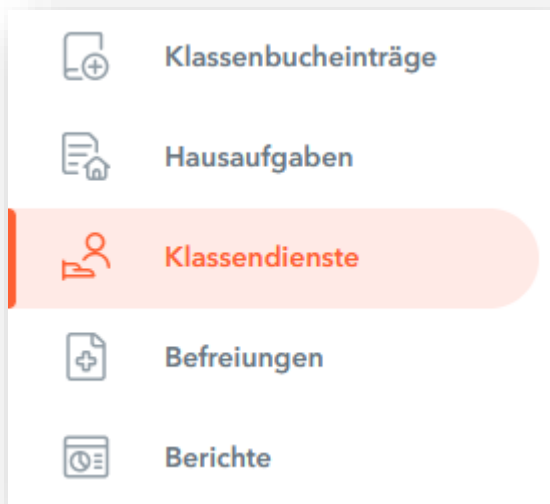 Klassenbucheinträge
Hausaufgaben
Klassendienste
Befreiungen
Berichte